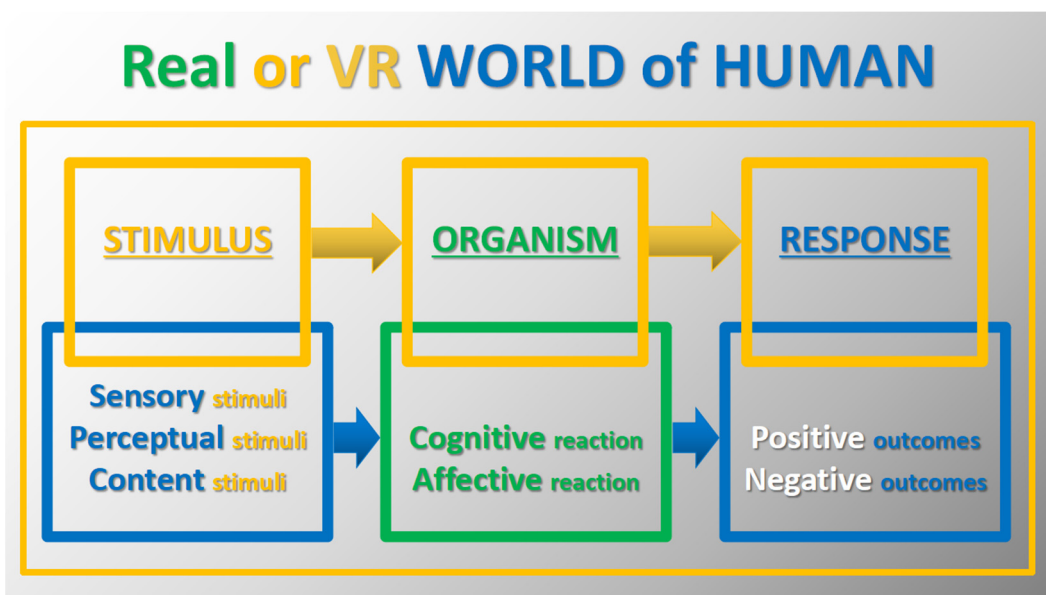 Real or VR WORLD of HUMAN
STIMULUS
ORGANISM
RESPONSE
Sensory stimuli
Perceptual stimuli
Content stimuli
Cognitive reaction
Affective reaction
Positive outcomes
Negative outcomes